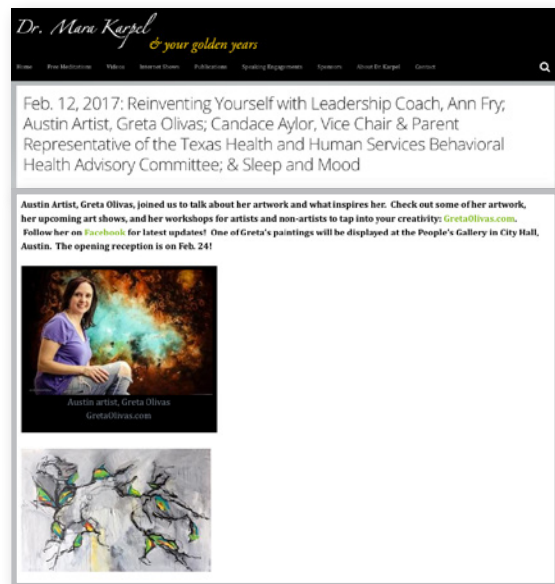 Dr. Mara Karpel
& your golden years
Home Free Meditations Videos Internet Shows Publications Speaking Engagements Sponsors About Dr Karpel Contact
Feb. 12, 2017: Reinventing Yourself with Leadership Coach, Ann Fry;
Austin Artist, Greta Olivas; Candace Aylor, Vice Chair & Parent
Representative of the Texas Health and Human Services Behavioral
Health Advisory Committee; & Sleep and Mood
Austin Artist, Greta Olivas, joined us to talk about her artwork and what inspires her. Check out some of her artwork,
her upcoming art shows, and her workshops for artists and non-artists to tap into your creativity: GretaOlivas.com.
Follow her on Facebook for latest updates! One of Greta's paintings will be displayed at the People's Gallery in City Hall,
Austin. The opening reception is on Feb. 24!
Austin artist, Greta Olivas
GretaOlivas.com